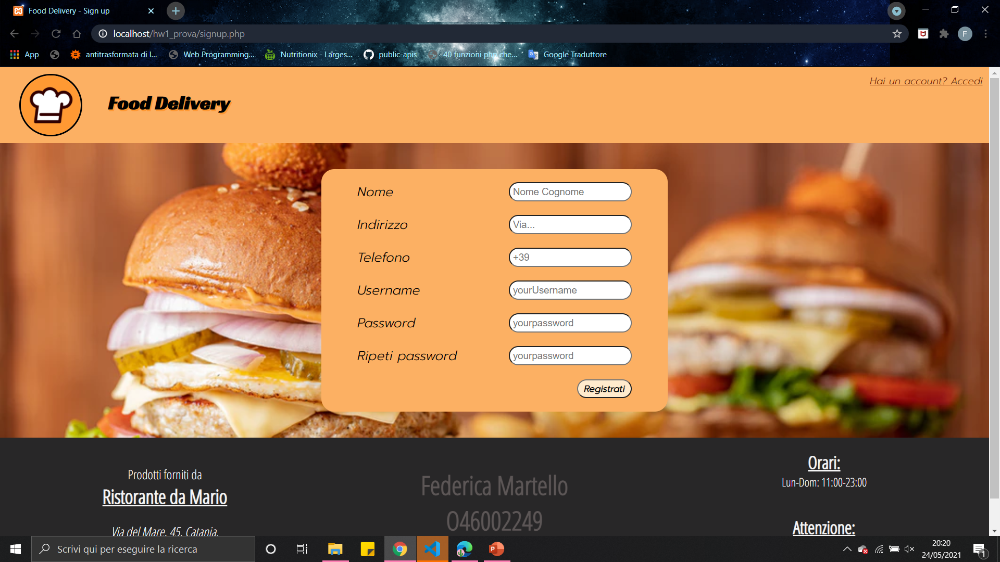 Food Delivery - Sign up
localhost/hw1_prova/signup.php
F
App
antitrasformata di l...
Web Programming...
Nutritionix - Larges...
public-apis
40 funzioni php che...
Google Traduttore
Hai un account? Accedi
Food Delivery
Nome
Nome Cognome
Indirizzo
Via...
Telefono
+39
Username
yourUsername
Password
yourpassword
Ripeti password
yourpassword
Registrati
Prodotti forniti da
Ristorante da Mario
Via del Mare, 45, Catania.
Federica Martello
O46002249
Orari:
Lun-Dom: 11:00-23:00
Attenzione:
Scrivi qui per eseguire la ricerca
20:20
24/05/2021
1